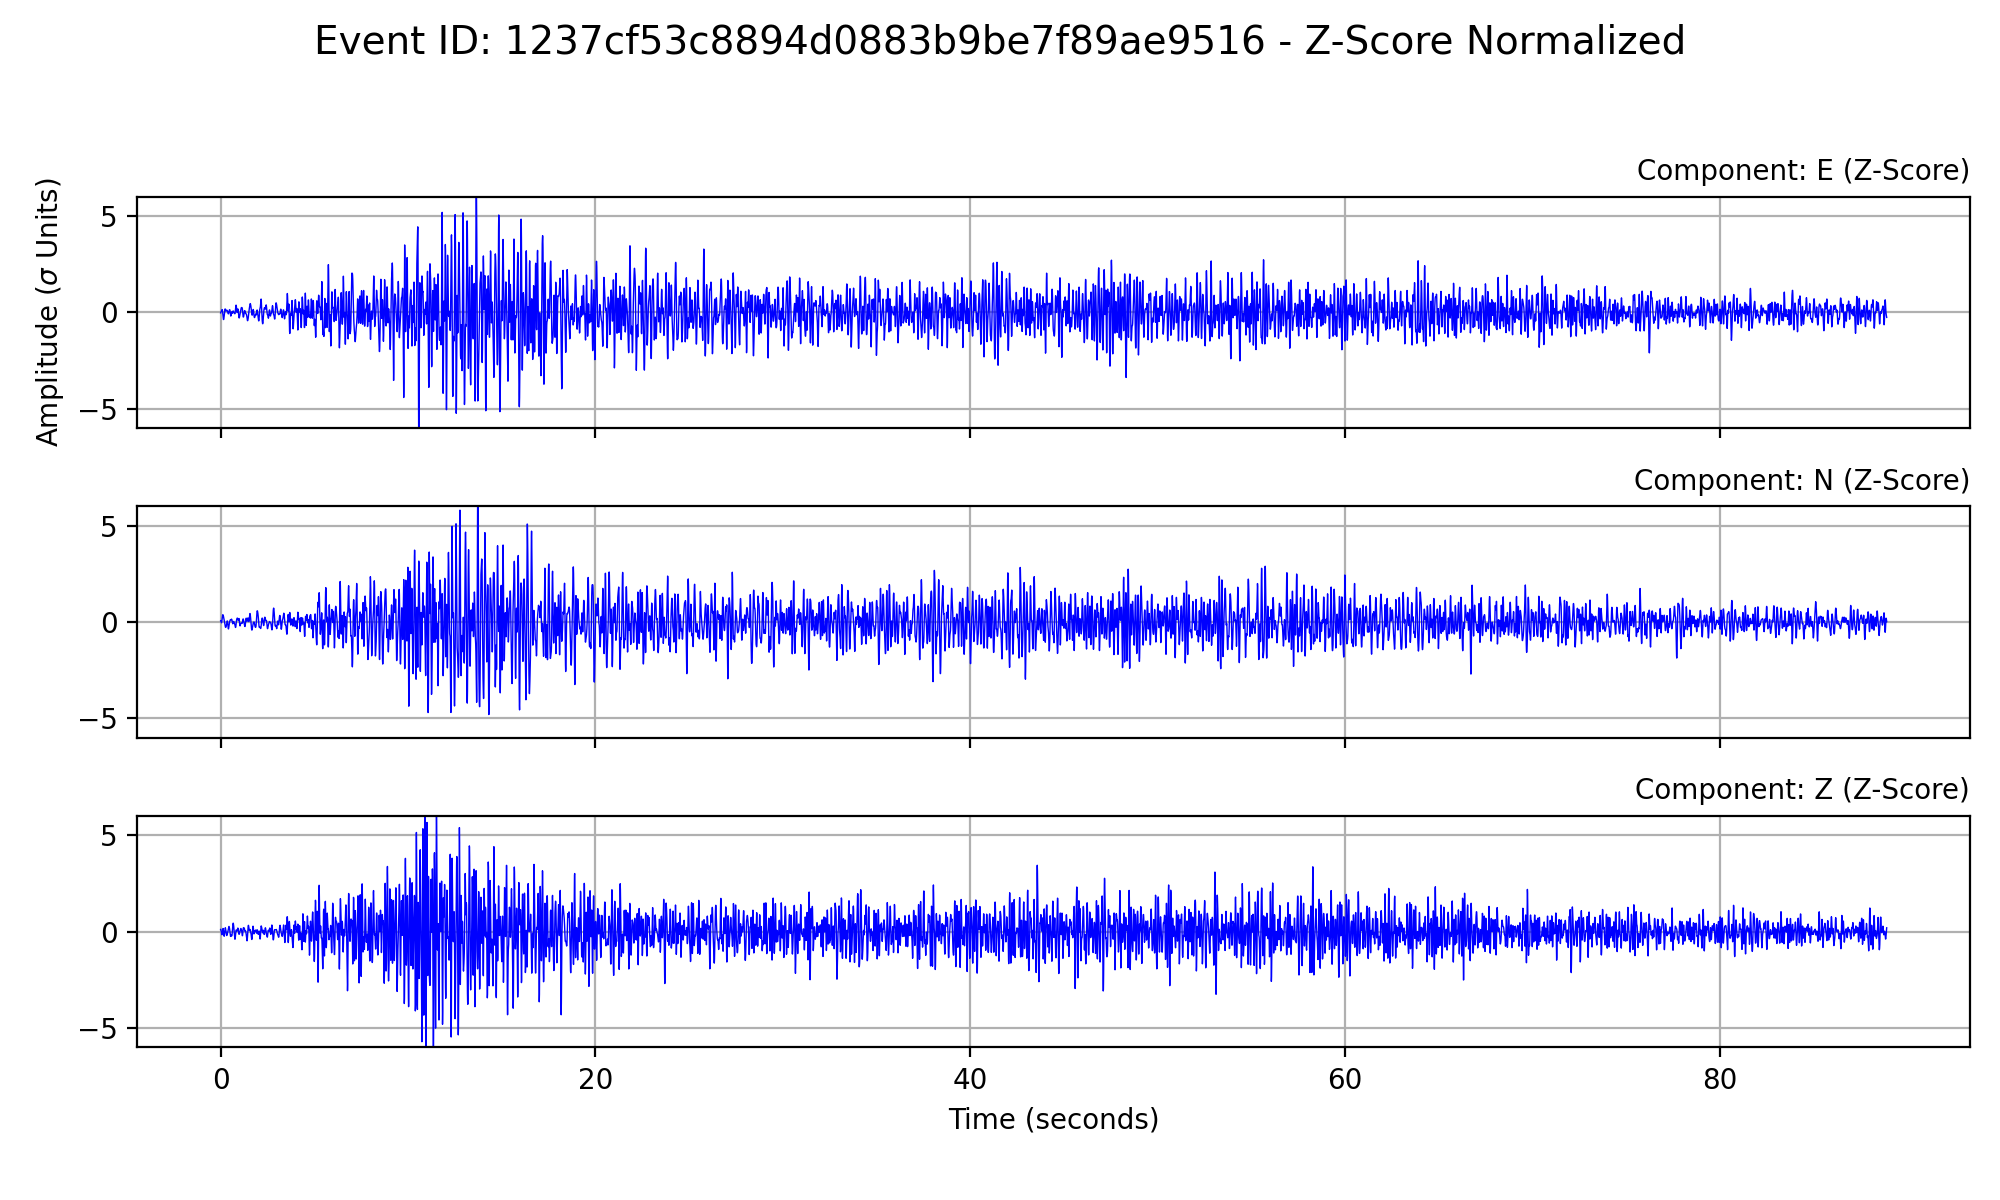 Event ID: 1237cf53c8894d0883b9be7f89ae9516 - Z-Score Normalized
Component: E (Z-Score)
Amplitude (σ Units)
5
0
−5
Component: N (Z-Score)
5
0
−5
Component: Z (Z-Score)
5
0
−5
0 20 40 60 80
Time (seconds)